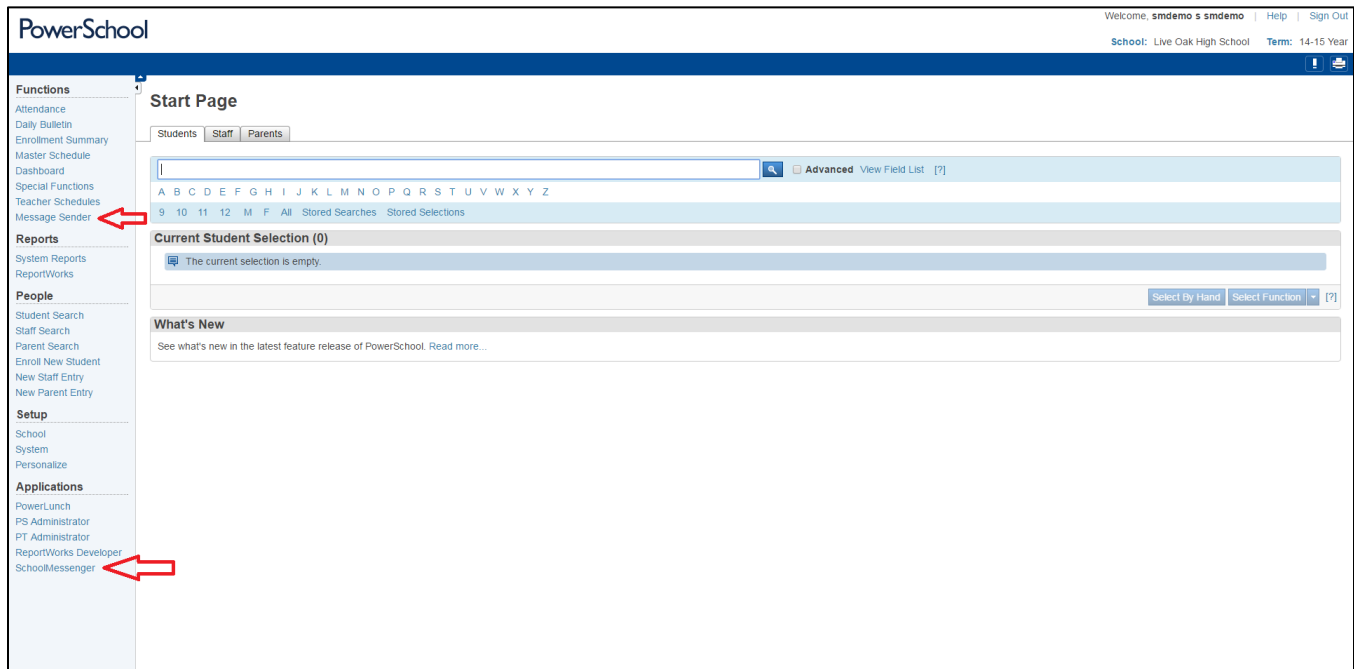 PowerSchool
Welcome, smdemo s smdemo | Help | Sign Out
School: Live Oak High School Term: 14-15 Year
Functions
Attendance
Daily Bulletin
Enrollment Summary
Master Schedule
Dashboard
Special Functions
Teacher Schedules
Message Sender
Reports
System Reports
ReportWorks
People
Student Search
Staff Search
Parent Search
Enroll New Student
New Staff Entry
New Parent Entry
Setup
School
System
Personalize
Applications
PowerLunch
PS Administrator
PT Administrator
ReportWorks Developer
SchoolMessenger
Start Page
Students Staff Parents
Advanced View Field List [?]
A B C D E F G H I J K L M N O P Q R S T U V W X Y Z
9 10 11 12 M F All Stored Searches Stored Selections
Current Student Selection (0)
The current selection is empty.
Select By Hand Select Function [?]
What's New
See what's new in the latest feature release of PowerSchool. Read more...